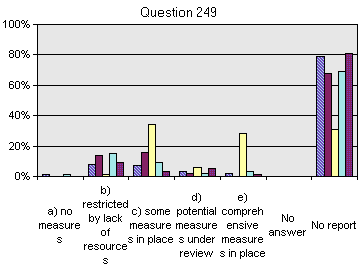 Question 249
100%
80%
60%
40%
20%
0%
a) no
measure
s
b)
restricted
by lack
of
resource
s
c) some
measure
s in place
d)
potential
measure
s under
review
e)
compreh
ensive
measure
s in place
No
answer
No report